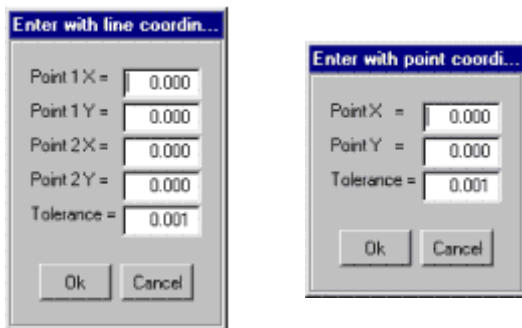 Enter with line coordin...
Point 1 X = 0.000
Point 1 Y = 0.000
Point 2 X = 0.000
Point 2 Y = 0.000
Tolerance = 0.001
Ok Cancel
Enter with point coordi...
Point X = 0.000
Point Y = 0.000
Tolerance = 0.001
Ok Cancel